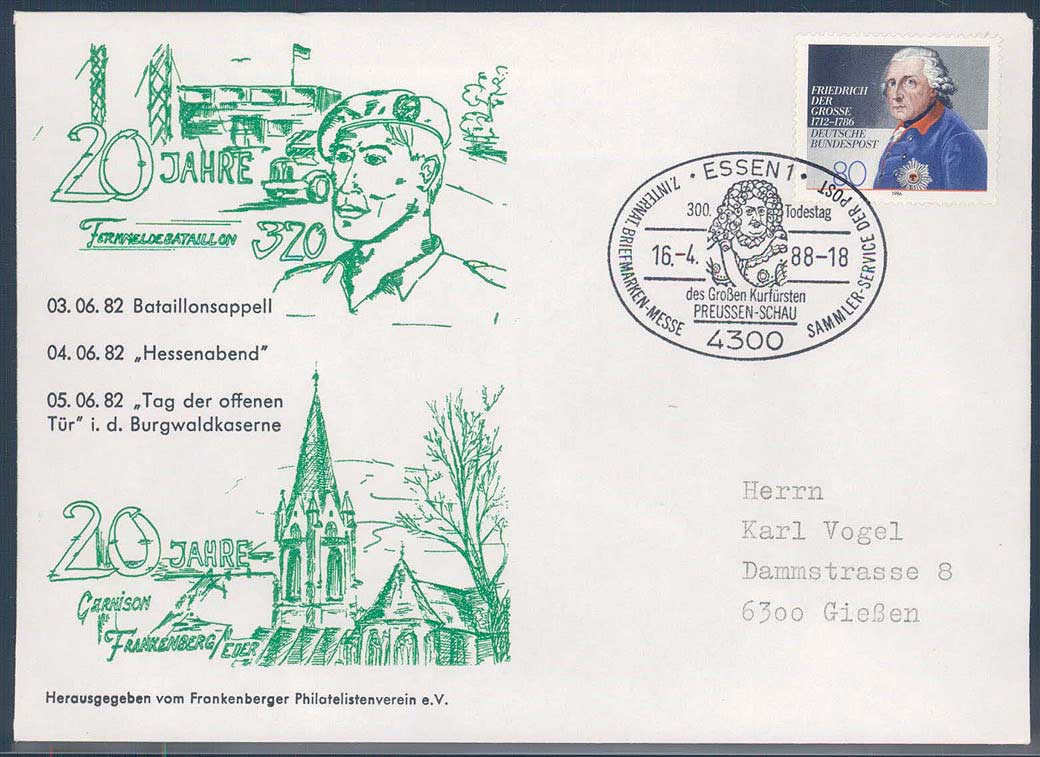 20 JAHRE
FERNMELDEBATAILLON 320
03.06.82 Bataillonsappell
04.06.82 „Hessenabend"
05.06.82 „Tag der offenen
Tür" i. d. Burgwaldkaserne
20 JAHRE
GARNISON
FRANKENBERG/EDER
Herausgegeben vom Frankenberger Philatelistenverein e.V.
FRIEDRICH
DER
GROSSE
1712-1786
DEUTSCHE
BUNDESPOST
80
1986
· ESSEN 1 ·
7. INTERNAT. BRIEFMARKEN-MESSE
SAMMLER-SERVICE DER POST
300. Todestag
16.-4. 88-18
des Großen Kurfürsten
PREUSSEN-SCHAU
4300
Herrn
Karl Vogel
Dammstrasse 8
6300 Gießen